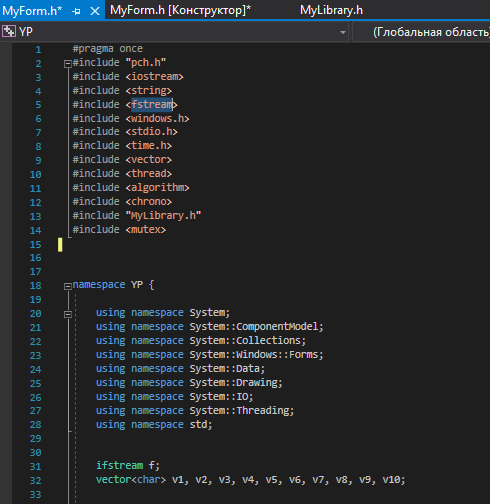 MyForm.h* MyForm.h [Конструктор]* MyLibrary.h
YP (Глобальная область)
1 #pragma once
2 #include "pch.h"
3 #include <iostream>
4 #include <string>
5 #include <fstream>
6 #include <windows.h>
7 #include <stdio.h>
8 #include <time.h>
9 #include <vector>
10 #include <thread>
11 #include <algorithm>
12 #include <chrono>
13 #include "MyLibrary.h"
14 #include <mutex>
15
16
17
18 namespace YP {
19
20 using namespace System;
21 using namespace System::ComponentModel;
22 using namespace System::Collections;
23 using namespace System::Windows::Forms;
24 using namespace System::Data;
25 using namespace System::Drawing;
26 using namespace System::IO;
27 using namespace System::Threading;
28 using namespace std;
29
30
31 ifstream f;
32 vector<char> v1, v2, v3, v4, v5, v6, v7, v8, v9, v10;
33